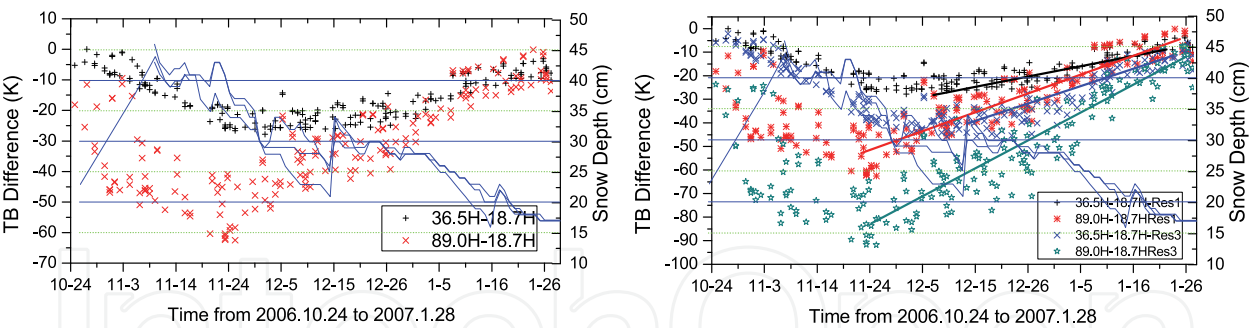 TB Difference (K)
10
0
-10
-20
-30
-40
-50
-60
-70
50
45
40
35
30
25
20
15
10
Snow Depth (cm)
36.5H-18.7H
89.0H-18.7H
10-24 11-3 11-14 11-24 12-5 12-15 12-26 1-5 1-16 1-26
Time from 2006.10.24 to 2007.1.28
TB Difference (K)
0
-10
-20
-30
-40
-50
-60
-70
-80
-90
-100
50
45
40
35
30
25
20
15
10
Snow Depth (cm)
36.5H-18.7H-Res1
89.0H-18.7HRes1
36.5H-18.7H-Res3
89.0H-18.7HRes3
10-24 11-3 11-14 11-24 12-5 12-15 12-26 1-5 1-16 1-26
Time from 2006.10.24 to 2007.1.28